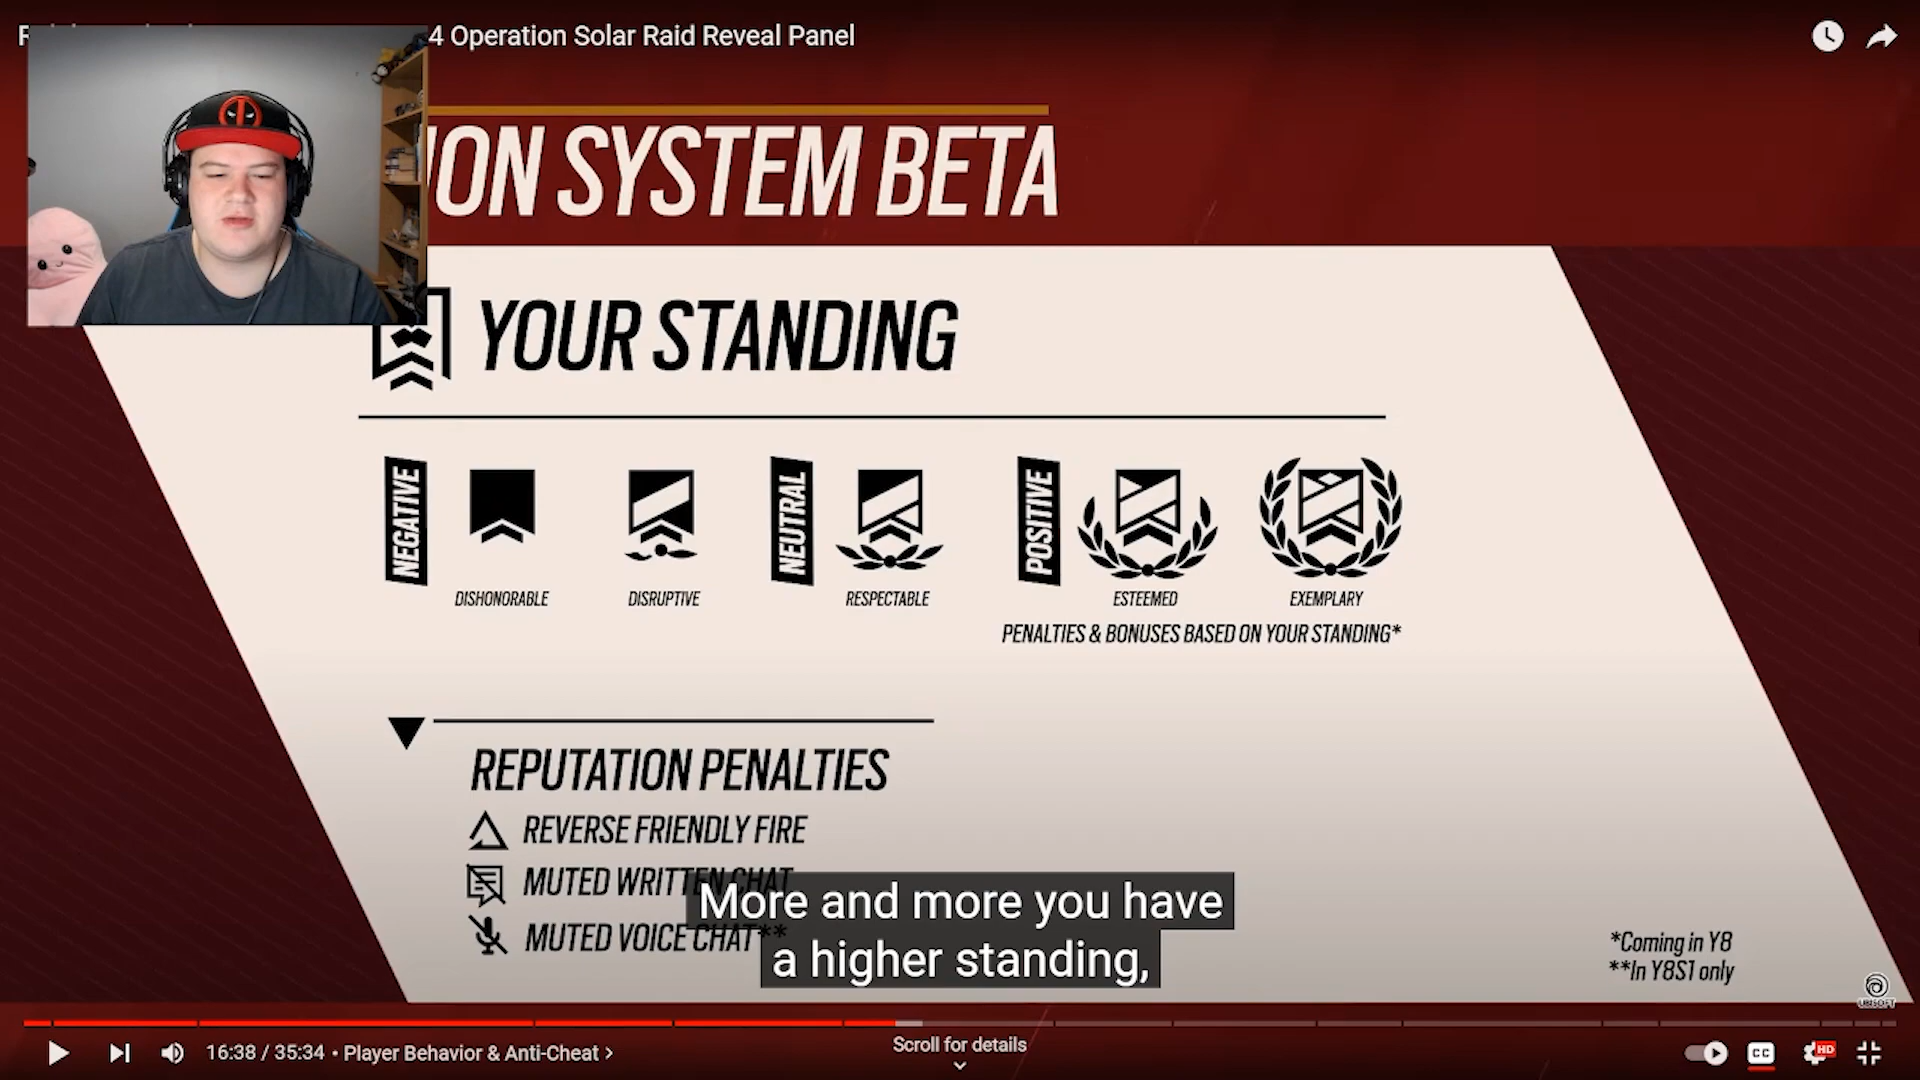 4 Operation Solar Raid Reveal Panel
ION SYSTEM BETA
YOUR STANDING
NEGATIVE
DISHONORABLE
DISRUPTIVE
NEUTRAL
RESPECTABLE
POSITIVE
ESTEEMED
EXEMPLARY
PENALTIES & BONUSES BASED ON YOUR STANDING*
REPUTATION PENALTIES
REVERSE FRIENDLY FIRE
MUTED WRITTEN CHAT
MUTED VOICE CHAT**
More and more you have
a higher standing,
*Coming in Y8
**In Y8S1 only
UBISOFT
16:38 / 35:34 • Player Behavior & Anti-Cheat >
Scroll for details
CC
HD